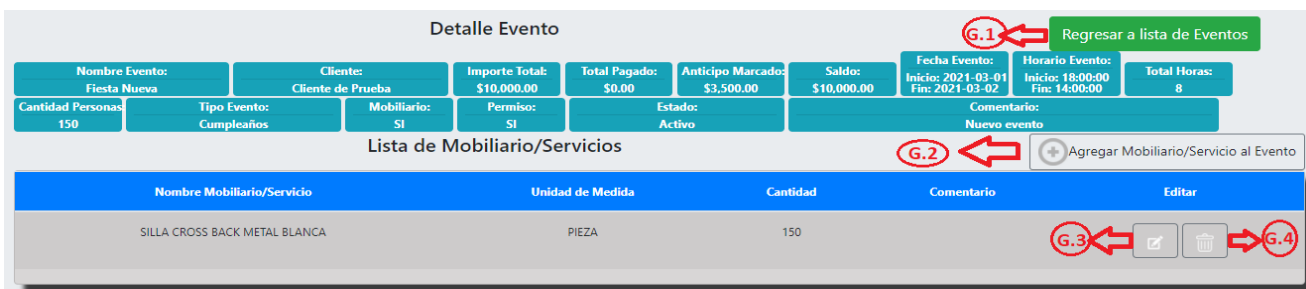 Detalle Evento
G.1
Regresar a lista de Eventos
Nombre Evento:
Fiesta Nueva
Cliente:
Cliente de Prueba
Importe Total:
$10,000.00
Total Pagado:
$0.00
Anticipo Marcado:
$3,500.00
Saldo:
$10,000.00
Fecha Evento:
Inicio: 2021-03-01
Fin: 2021-03-02
Horario Evento:
Inicio: 18:00:00
Fin: 14:00:00
Total Horas:
8
Cantidad Personas
150
Tipo Evento:
Cumpleaños
Mobiliario:
SI
Permiso:
SI
Estado:
Activo
Comentario:
Nuevo evento
Lista de Mobiliario/Servicios
G.2
Agregar Mobiliario/Servicio al Evento
Nombre Mobiliario/Servicio Unidad de Medida Cantidad Comentario Editar
SILLA CROSS BACK METAL BLANCA PIEZA 150
G.3
G.4